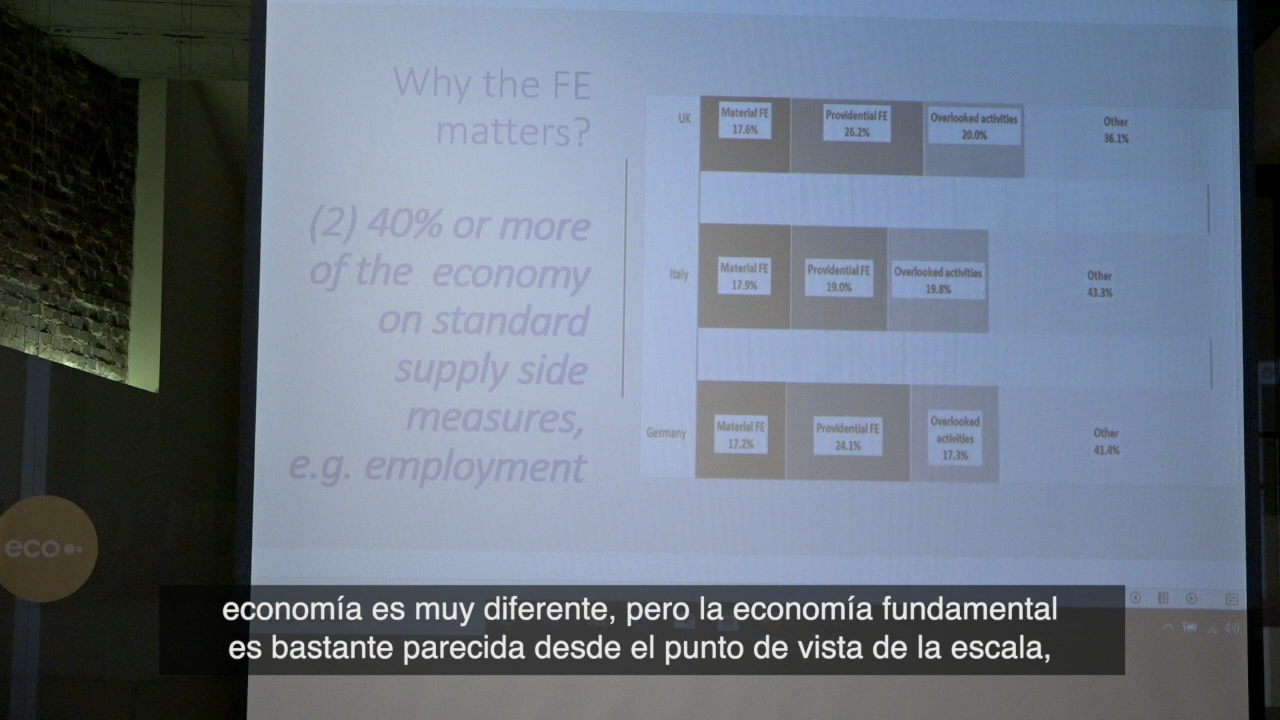 Why the FE
matters?
(2) 40% or more
of the economy
on standard
supply side
measures,
e.g. employment
UK
Material FE
17.6%
Providential FE
26.2%
Overlooked activities
20.0%
Other
36.1%
Italy
Material FE
17.9%
Providential FE
19.0%
Overlooked activities
19.8%
Other
43.3%
Germany
Material FE
17.2%
Providential FE
24.1%
Overlooked
activities
17.3%
Other
41.4%
eco
economía es muy diferente, pero la economía fundamental
es bastante parecida desde el punto de vista de la escala,